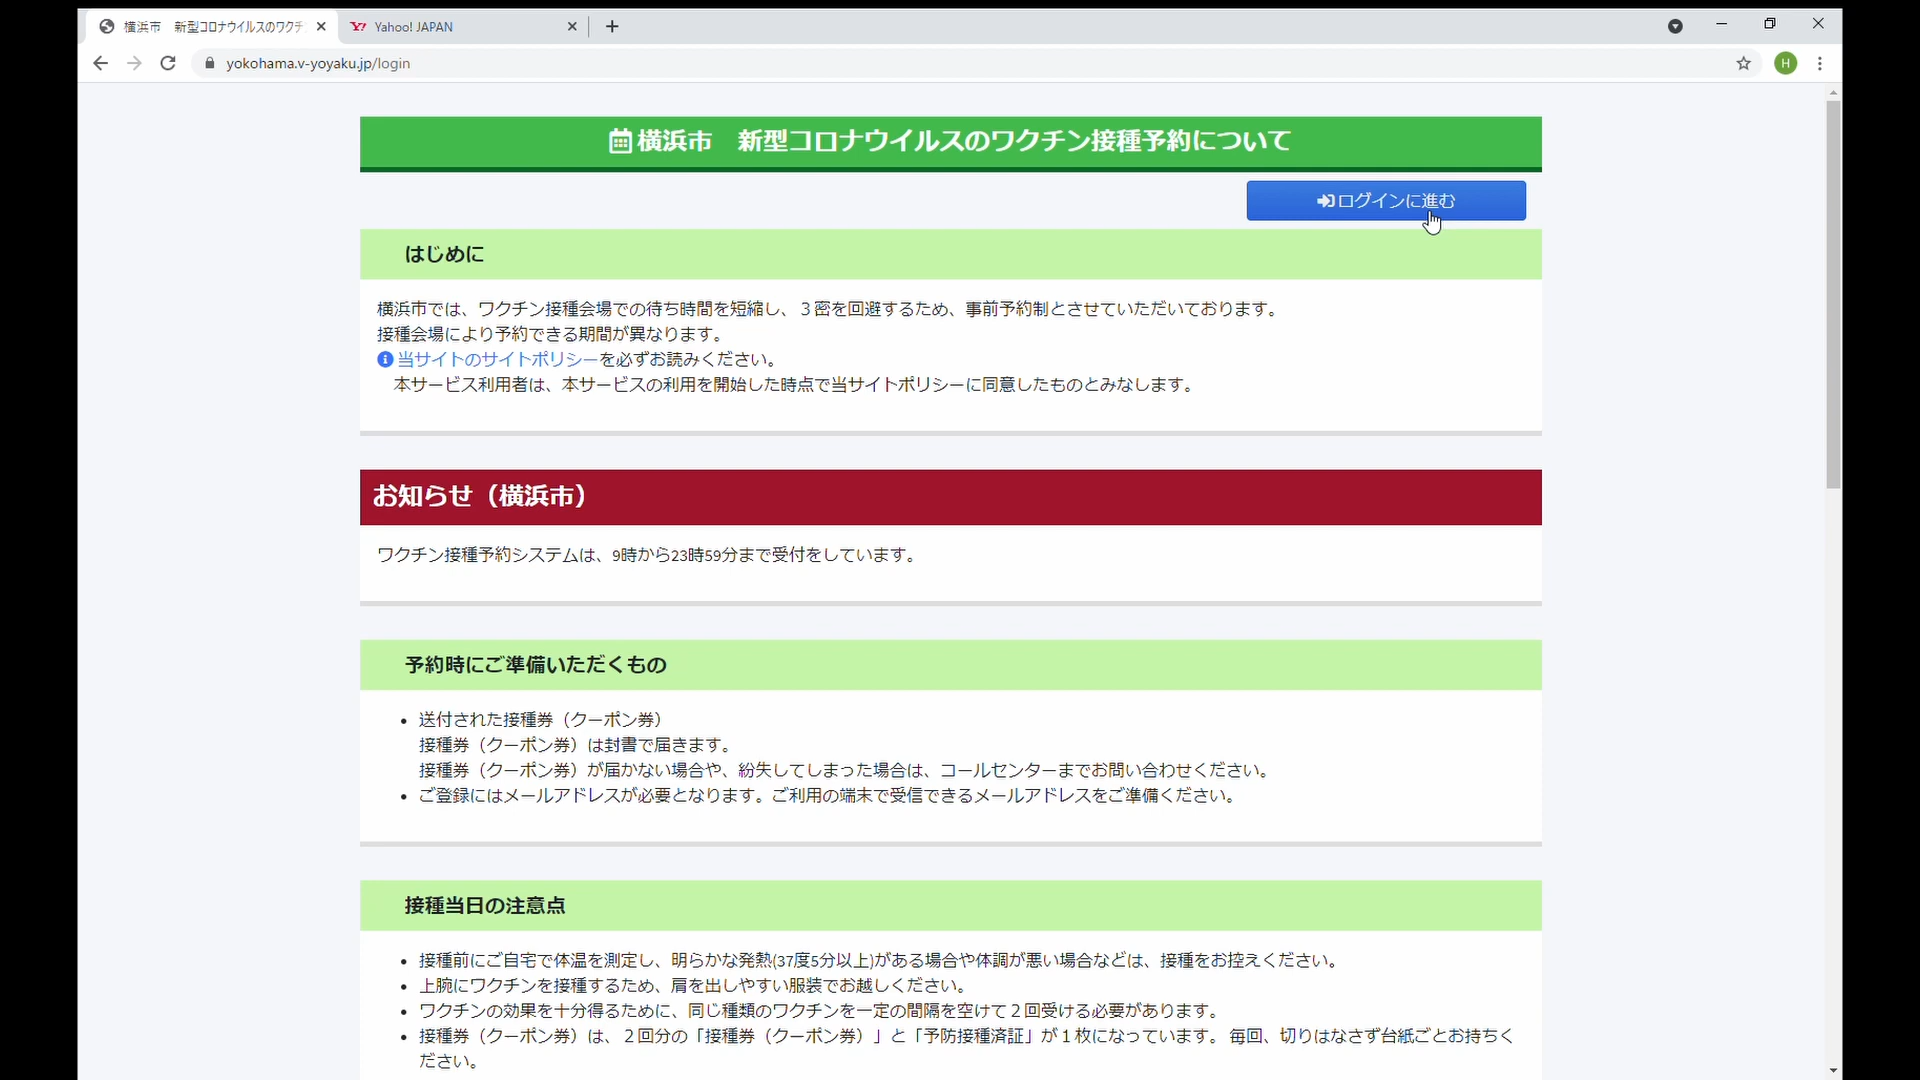 横浜市　新型コロナウイルスのワクチ
Yahoo! JAPAN
yokohama.v-yoyaku.jp/login
H
横浜市　新型コロナウイルスのワクチン接種予約について
ログインに進む
はじめに
横浜市では、ワクチン接種会場での待ち時間を短縮し、３密を回避するため、事前予約制とさせていただいております。
接種会場により予約できる期間が異なります。
当サイトのサイトポリシーを必ずお読みください。
本サービス利用者は、本サービスの利用を開始した時点で当サイトポリシーに同意したものとみなします。
お知らせ（横浜市）
ワクチン接種予約システムは、9時から23時59分まで受付をしています。
予約時にご準備いただくもの
• 送付された接種券（クーポン券）
接種券（クーポン券）は封書で届きます。
接種券（クーポン券）が届かない場合や、紛失してしまった場合は、コールセンターまでお問い合わせください。
• ご登録にはメールアドレスが必要となります。ご利用の端末で受信できるメールアドレスをご準備ください。
接種当日の注意点
• 接種前にご自宅で体温を測定し、明らかな発熱(37度5分以上)がある場合や体調が悪い場合などは、接種をお控えください。
• 上腕にワクチンを接種するため、肩を出しやすい服装でお越しください。
• ワクチンの効果を十分得るために、同じ種類のワクチンを一定の間隔を空けて２回受ける必要があります。
• 接種券（クーポン券）は、２回分の「接種券（クーポン券）」と「予防接種済証」が１枚になっています。 毎回、切りはなさず台紙ごとお持ちく
ださい。